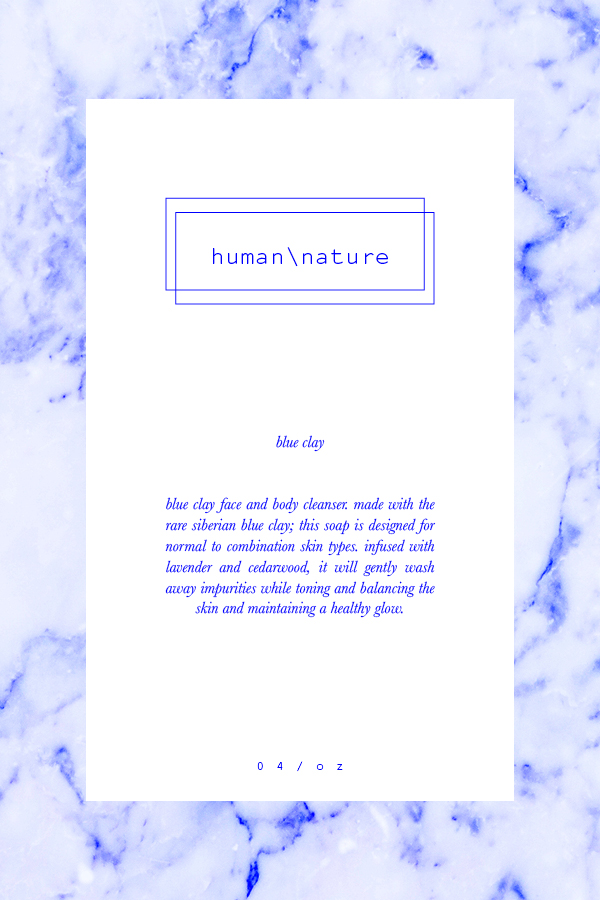 human\nature
blue clay
blue clay face and body cleanser. made with the
rare siberian blue clay; this soap is designed for
normal to combination skin types. infused with
lavender and cedarwood, it will gently wash
away impurities while toning and balancing the
skin and maintaining a healthy glow.
04/oz